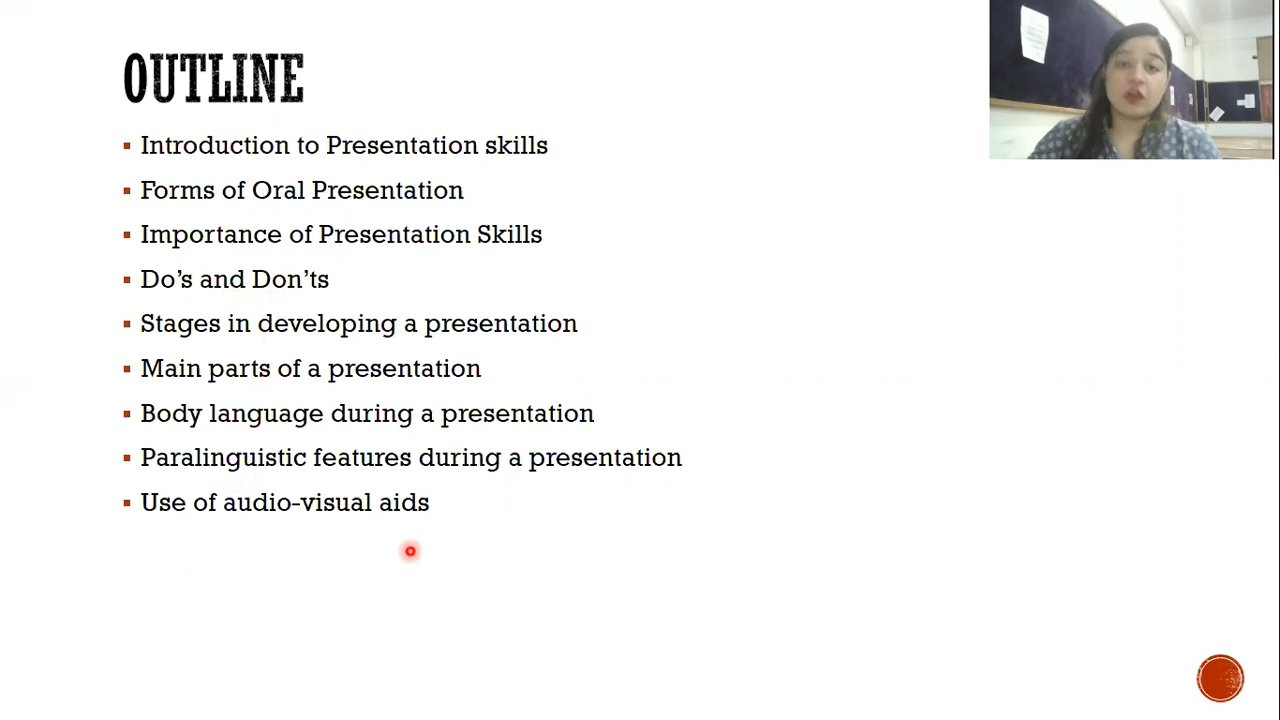 OUTLINE
Introduction to Presentation skills
Forms of Oral Presentation
Importance of Presentation Skills
Do’s and Don’ts
Stages in developing a presentation
Main parts of a presentation
Body language during a presentation
Paralinguistic features during a presentation
Use of audio-visual aids